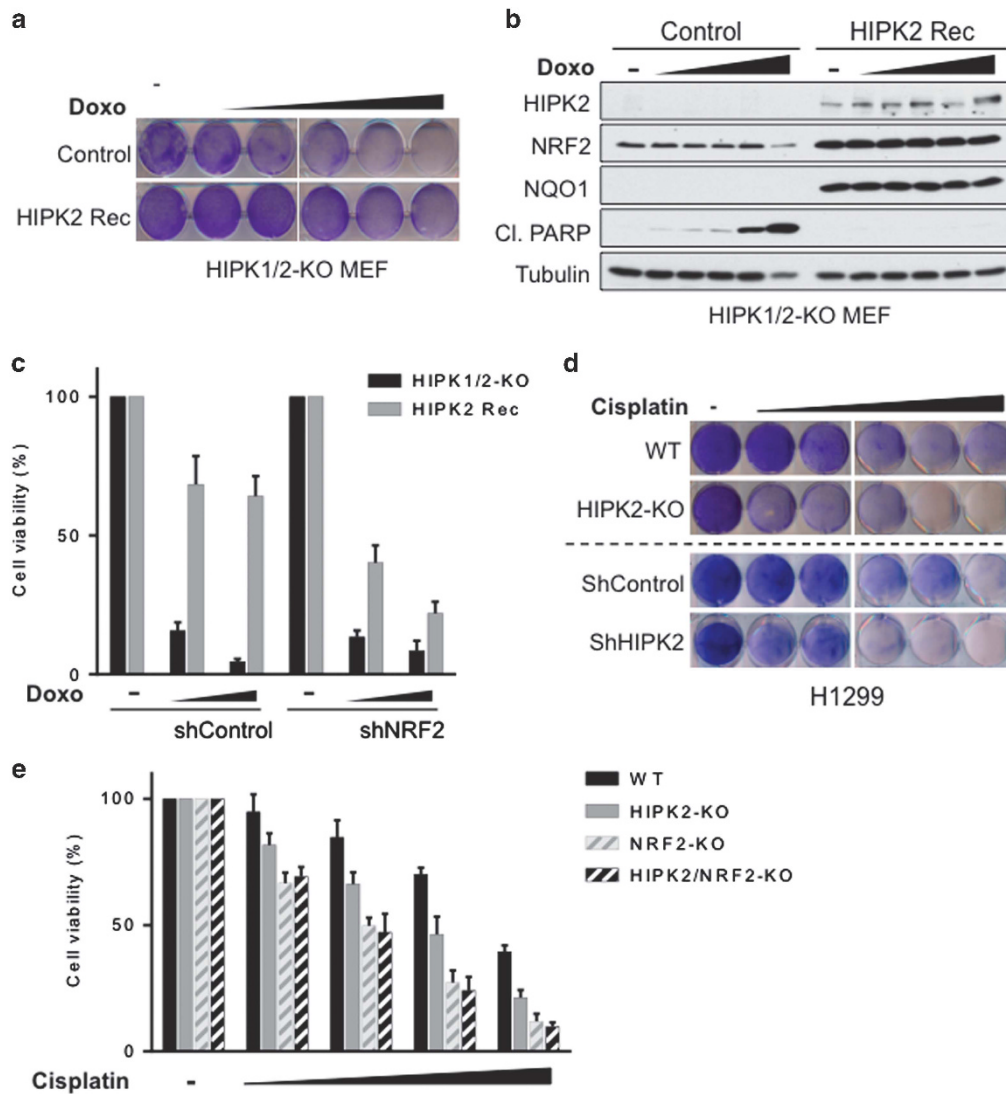 a
-
Doxo
Control
HIPK2 Rec
HIPK1/2-KO MEF
b
Control HIPK2 Rec
Doxo - -
HIPK2
NRF2
NQO1
Cl. PARP
Tubulin
HIPK1/2-KO MEF
c
HIPK1/2-KO
HIPK2 Rec
Cell viability (%)
100
50
0
Doxo - -
shControl shNRF2
d
Cisplatin -
WT
HIPK2-KO
ShControl
ShHIPK2
H1299
e
WT
HIPK2-KO
NRF2-KO
HIPK2/NRF2-KO
Cell viability (%)
100
50
0
Cisplatin -